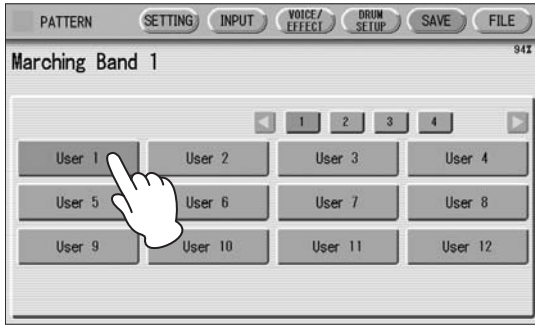 PATTERN SETTING INPUT VOICE/ EFFECT DRUM SETUP SAVE FILE
Marching Band 1 94%
1 2 3 4
User 1 User 2 User 3 User 4
User 5 User 6 User 7 User 8
User 9 User 10 User 11 User 12